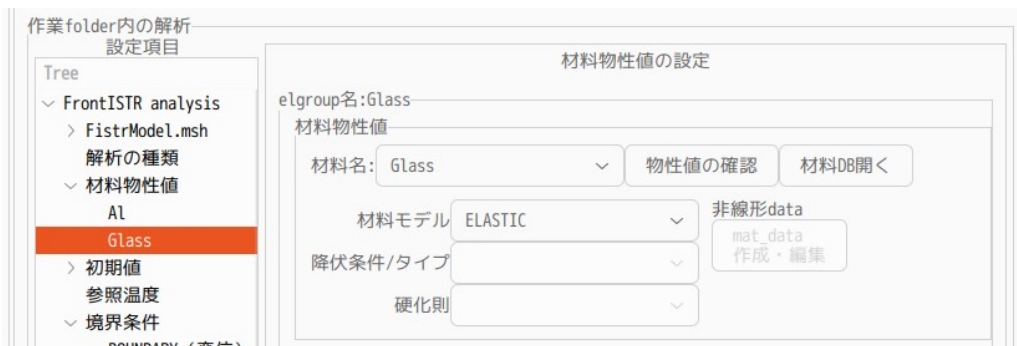 作業folder内の解析
設定項目
Tree
FrontISTR analysis
FistrModel.msh
解析の種類
材料物性値
Al
Glass
初期値
参照温度
境界条件
BOUNDARY(変位)
材料物性値の設定
elgroup名:Glass
材料物性値
材料名: Glass 物性値の確認 材料DB開く
材料モデル ELASTIC
非線形data
mat_data
作成・編集
降伏条件/タイプ
硬化則